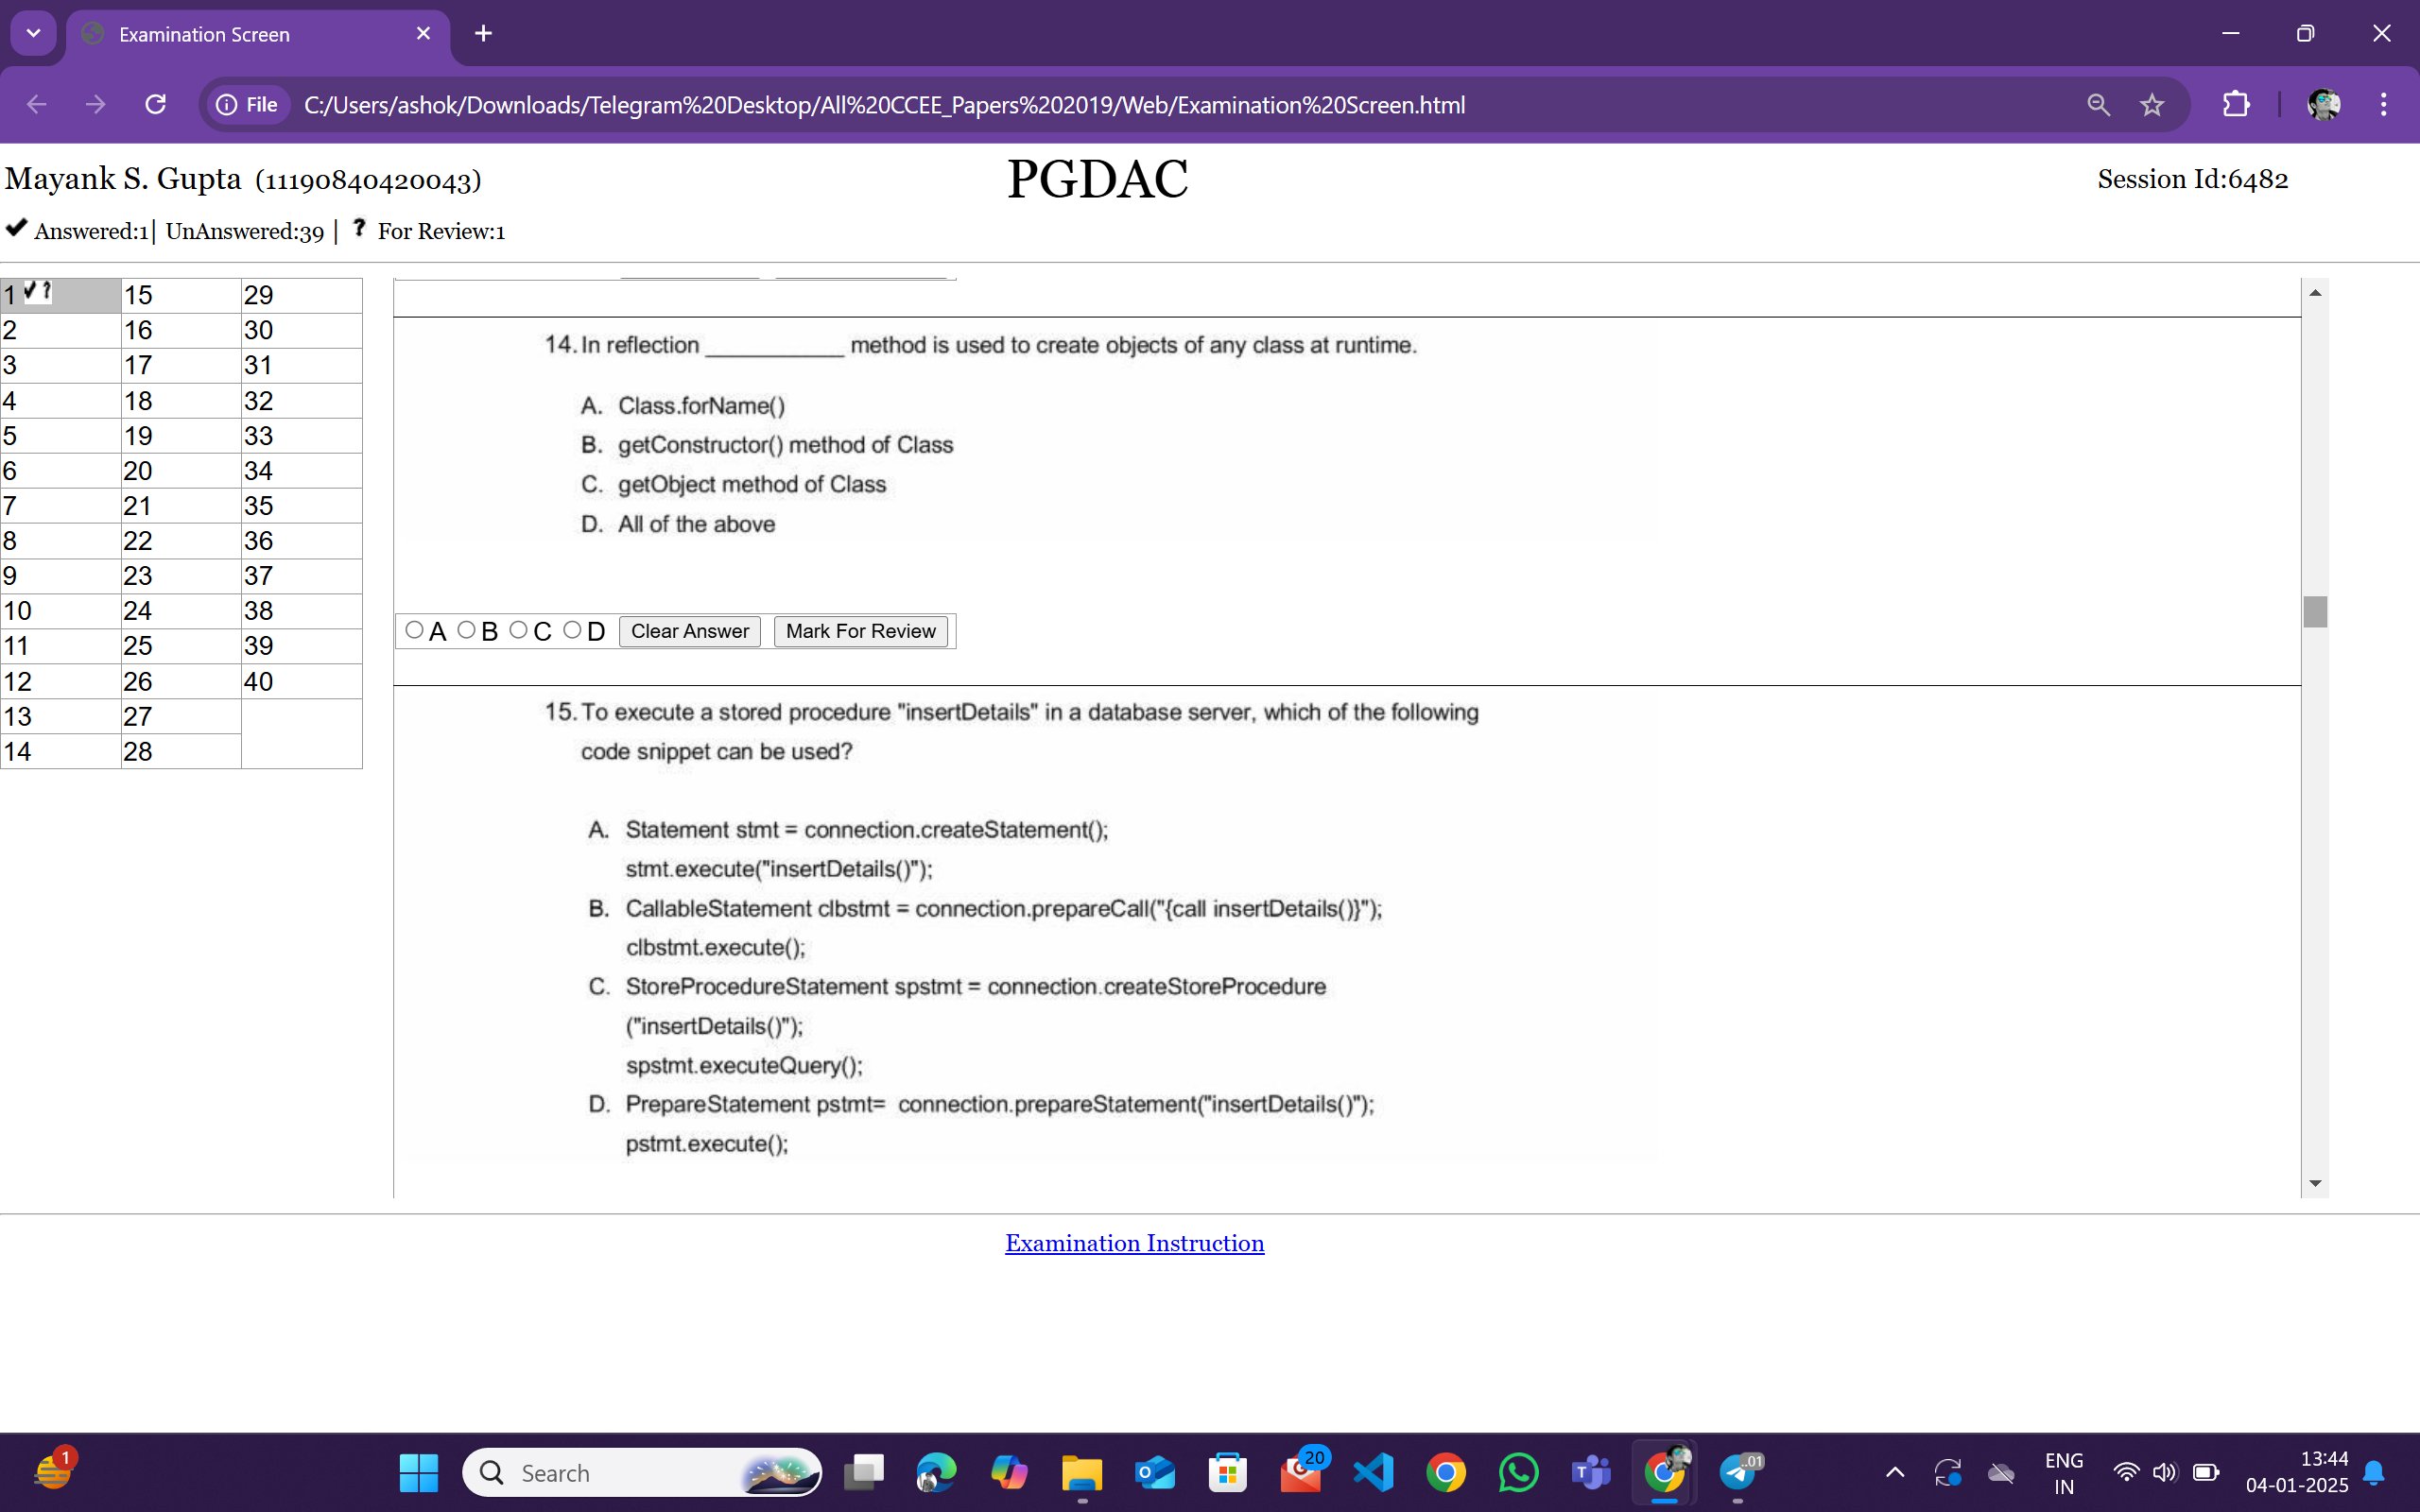 Examination Screen
File C:/Users/ashok/Downloads/Telegram%20Desktop/All%20CCEE_Papers%202019/Web/Examination%20Screen.html
Mayank S. Gupta (11190840420043)
PGDAC
Session Id:6482
Answered:1| UnAnswered:39 | ? For Review:1
1 ? 15 29
2 16 30
3 17 31
4 18 32
5 19 33
6 20 34
7 21 35
8 22 36
9 23 37
10 24 38
11 25 39
12 26 40
13 27
14 28
14. In reflection ___________ method is used to create objects of any class at runtime.
A. Class.forName()
B. getConstructor() method of Class
C. getObject method of Class
D. All of the above
A B C D Clear Answer Mark For Review
15. To execute a stored procedure "insertDetails" in a database server, which of the following
code snippet can be used?
A. Statement stmt = connection.createStatement();
stmt.execute("insertDetails()");
B. CallableStatement clbstmt = connection.prepareCall("{call insertDetails()}");
clbstmt.execute();
C. StoreProcedureStatement spstmt = connection.createStoreProcedure
("insertDetails()");
spstmt.executeQuery();
D. PrepareStatement pstmt= connection.prepareStatement("insertDetails()");
pstmt.execute();
Examination Instruction
1
Search
20
..01
ENG
IN
13:44
04-01-2025